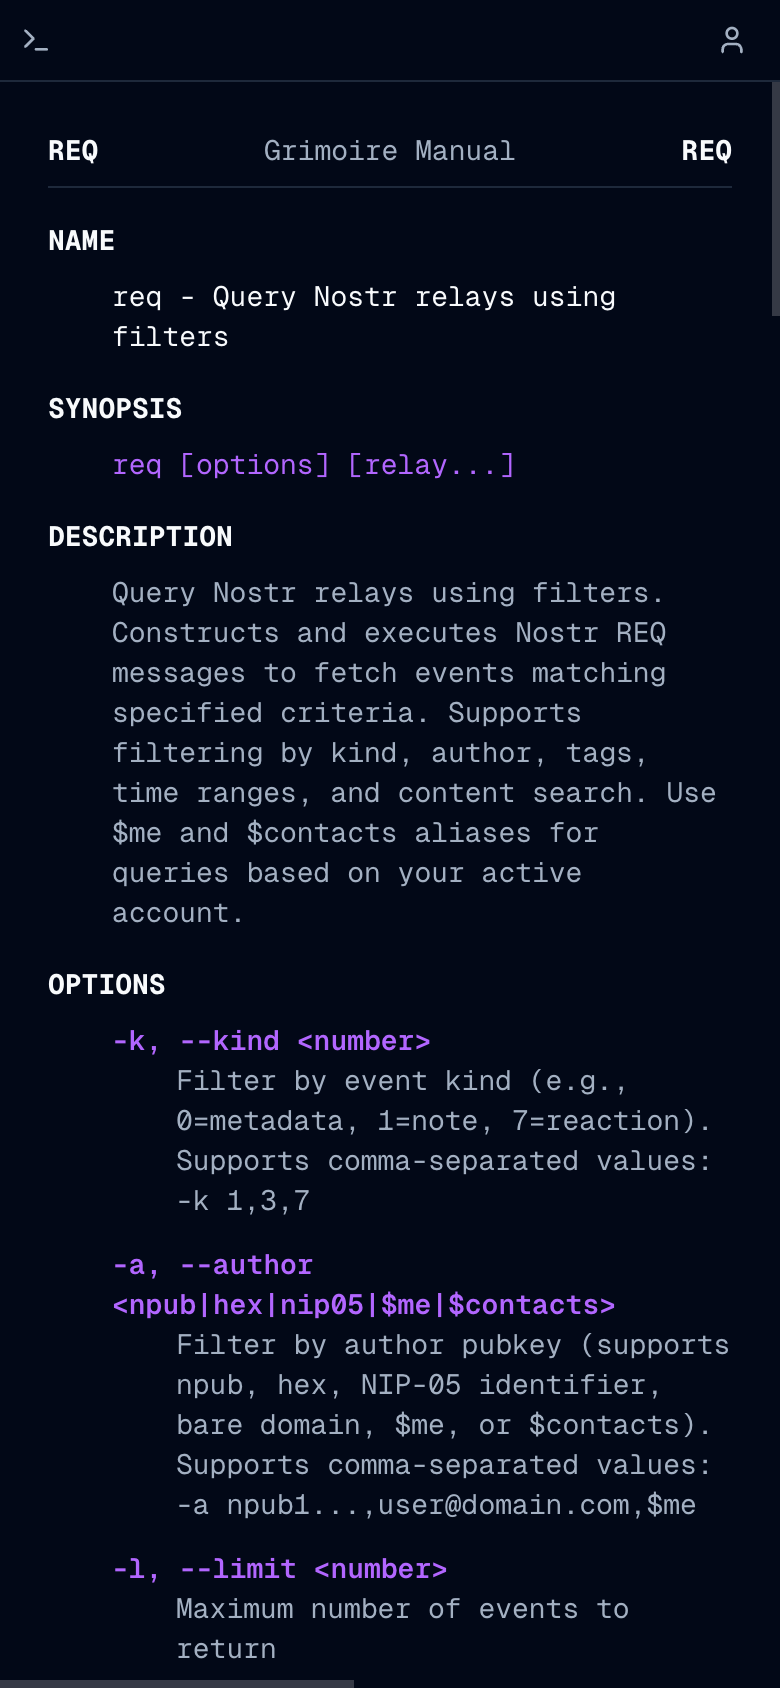 REQ Grimoire Manual REQ
NAME
req - Query Nostr relays using
filters
SYNOPSIS
req [options] [relay...]
DESCRIPTION
Query Nostr relays using filters.
Constructs and executes Nostr REQ
messages to fetch events matching
specified criteria. Supports
filtering by kind, author, tags,
time ranges, and content search. Use
$me and $contacts aliases for
queries based on your active
account.
OPTIONS
-k, --kind <number>
Filter by event kind (e.g.,
0=metadata, 1=note, 7=reaction).
Supports comma-separated values:
-k 1,3,7
-a, --author
<npub|hex|nip05|$me|$contacts>
Filter by author pubkey (supports
npub, hex, NIP-05 identifier,
bare domain, $me, or $contacts).
Supports comma-separated values:
-a npub1...,user@domain.com,$me
-l, --limit <number>
Maximum number of events to
return